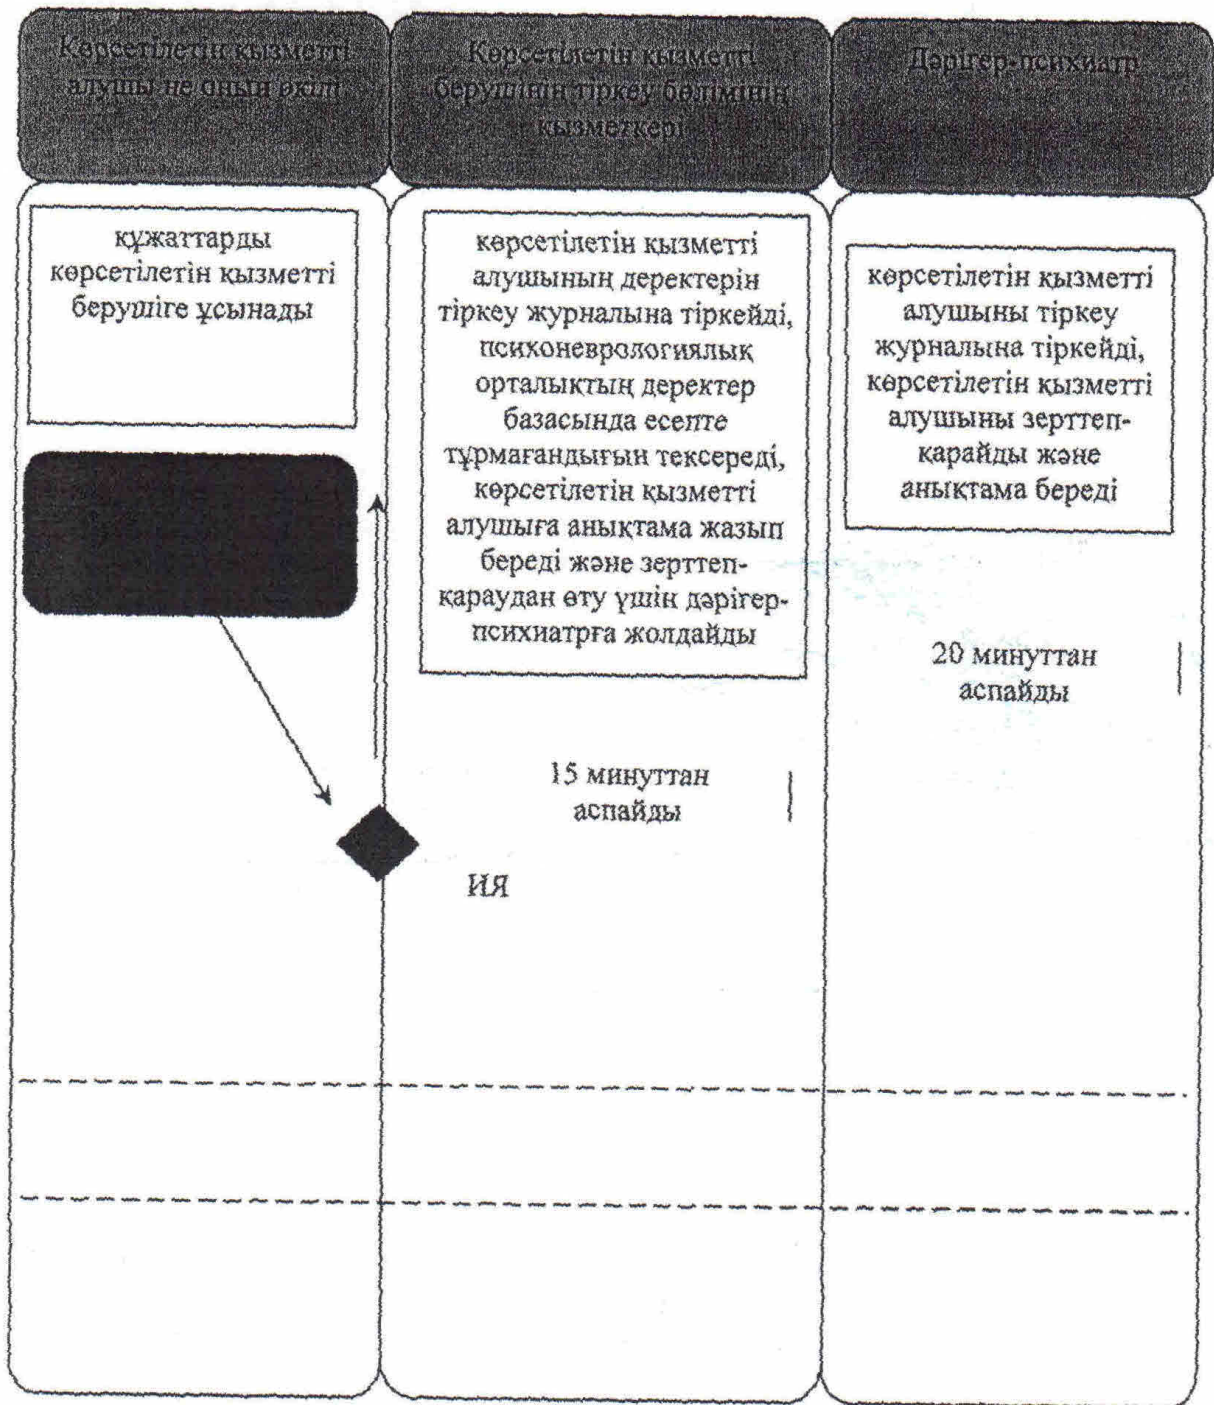 Көрсетілетін қызметті
алушы не оның өкілі
Көрсетілетін қызметті
берушінің тіркеу бөлімінің
қызметкері
Дәрігер-психиатр
құжаттарды
көрсетілетін қызметті
берушіге ұсынады
көрсетілетін қызметті
алушының деректерін
тіркеу журналына тіркейді,
психоневрологиялық
орталықтың деректер
базасында есепте
тұрмағандығын тексереді,
көрсетілетін қызметті
алушыға анықтама жазып
береді және зерттеп-
қараудан өту үшін дәрігер-
психиатрға жолдайды
көрсетілетін қызметті
алушыны тіркеу
журналына тіркейді,
көрсетілетін қызметті
алушыны зерттеп-
қарайды және
анықтама береді
20 минуттан
аспайды
15 минуттан
аспайды
ИЯ